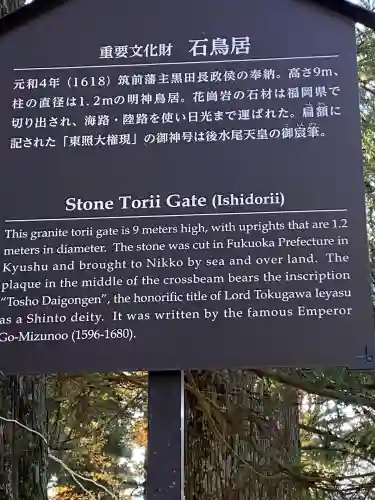 重要文化財 石鳥居
元和4年（1618）筑前藩主黒田長政侯の奉納。高さ9m、
柱の直径は1.2mの明神鳥居。花崗岩の石材は福岡県で
切り出され、海路・陸路を使い日光まで運ばれた。扁額に
記された「東照大権現」の御神号は後水尾天皇の御宸筆。
Stone Torii Gate (Ishidorii)
This granite torii gate is 9 meters high, with uprights that are 1.2
meters in diameter. The stone was cut in Fukuoka Prefecture in
Kyushu and brought to Nikko by sea and over land. The
plaque in the middle of the crossbeam bears the inscription
"Tosho Daigongen", the honorific title of Lord Tokugawa Ieyasu
as a Shinto deity. It was written by the famous Emperor
Go-Mizunoo (1596-1680).